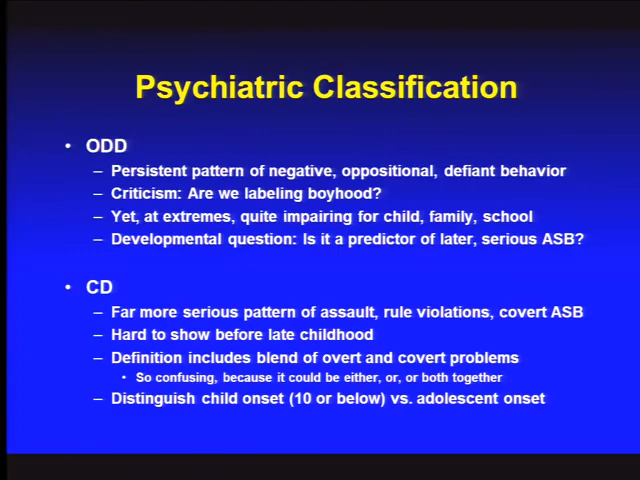 Psychiatric Classification
• ODD
– Persistent pattern of negative, oppositional, defiant behavior
– Criticism: Are we labeling boyhood?
– Yet, at extremes, quite impairing for child, family, school
– Developmental question: Is it a predictor of later, serious ASB?
• CD
– Far more serious pattern of assault, rule violations, covert ASB
– Hard to show before late childhood
– Definition includes blend of overt and covert problems
• So confusing, because it could be either, or, or both together
– Distinguish child onset (10 or below) vs. adolescent onset